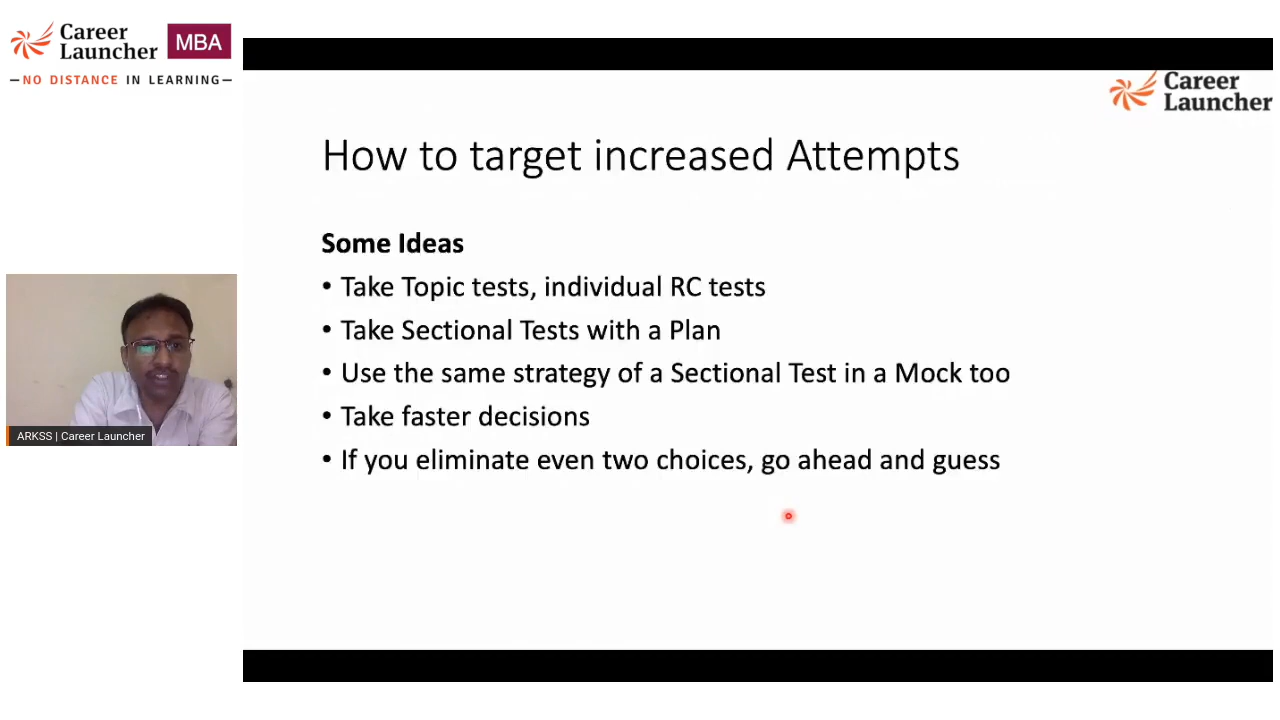 Career
Launcher
MBA
—NO DISTANCE IN LEARNING—
Career
Launcher
How to target increased Attempts
Some Ideas
• Take Topic tests, individual RC tests
• Take Sectional Tests with a Plan
• Use the same strategy of a Sectional Test in a Mock too
• Take faster decisions
• If you eliminate even two choices, go ahead and guess
ARKSS | Career Launcher